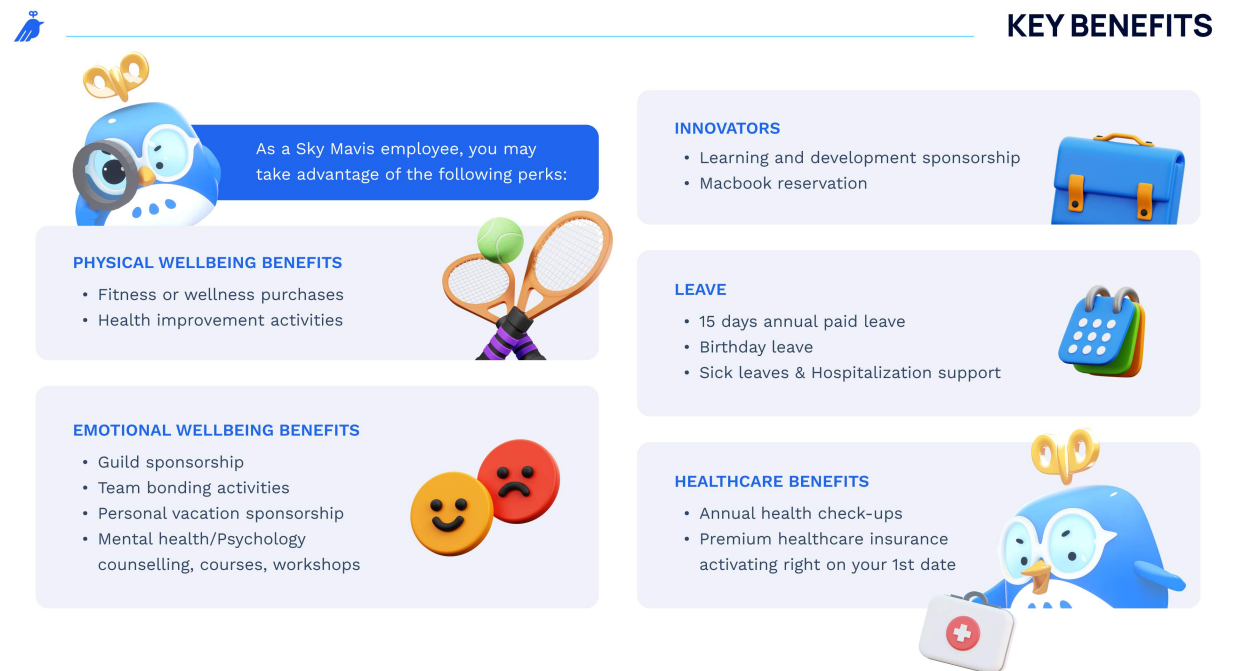 KEY BENEFITS
As a Sky Mavis employee, you may
take advantage of the following perks:
PHYSICAL WELLBEING BENEFITS
• Fitness or wellness purchases
• Health improvement activities
EMOTIONAL WELLBEING BENEFITS
• Guild sponsorship
• Team bonding activities
• Personal vacation sponsorship
• Mental health/Psychology
counselling, courses, workshops
INNOVATORS
• Learning and development sponsorship
• Macbook reservation
LEAVE
• 15 days annual paid leave
• Birthday leave
• Sick leaves & Hospitalization support
HEALTHCARE BENEFITS
• Annual health check-ups
• Premium healthcare insurance
activating right on your 1st date